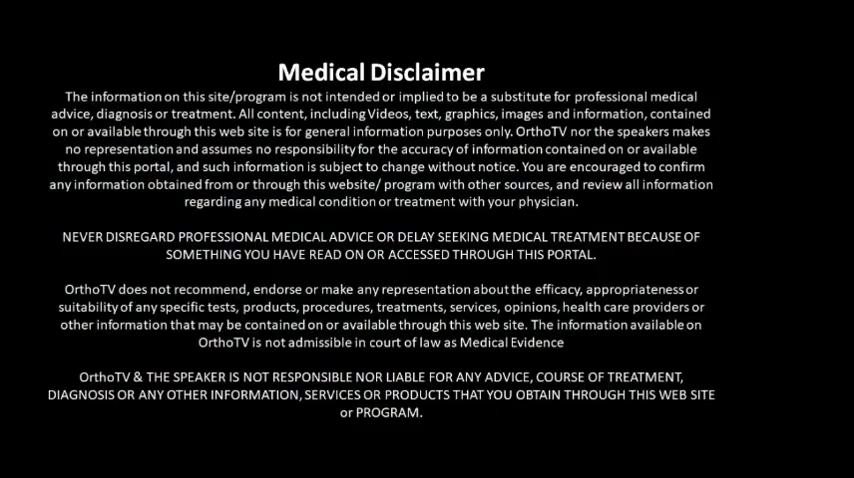 Medical Disclaimer
The information on this site/program is not intended or implied to be a substitute for professional medical
advice, diagnosis or treatment. All content, including Videos, text, graphics, images and information, contained
on or available through this web site is for general information purposes only. OrthoTV nor the speakers makes
no representation and assumes no responsibility for the accuracy of information contained on or available
through this portal, and such information is subject to change without notice. You are encouraged to confirm
any information obtained from or through this website/ program with other sources, and review all information
regarding any medical condition or treatment with your physician.
NEVER DISREGARD PROFESSIONAL MEDICAL ADVICE OR DELAY SEEKING MEDICAL TREATMENT BECAUSE OF
SOMETHING YOU HAVE READ ON OR ACCESSED THROUGH THIS PORTAL.
OrthoTV does not recommend, endorse or make any representation about the efficacy, appropriateness or
suitability of any specific tests, products, procedures, treatments, services, opinions, health care providers or
other information that may be contained on or available through this web site. The information available on
OrthoTV is not admissible in court of law as Medical Evidence
OrthoTV & THE SPEAKER IS NOT RESPONSIBLE NOR LIABLE FOR ANY ADVICE, COURSE OF TREATMENT,
DIAGNOSIS OR ANY OTHER INFORMATION, SERVICES OR PRODUCTS THAT YOU OBTAIN THROUGH THIS WEB SITE
or PROGRAM.